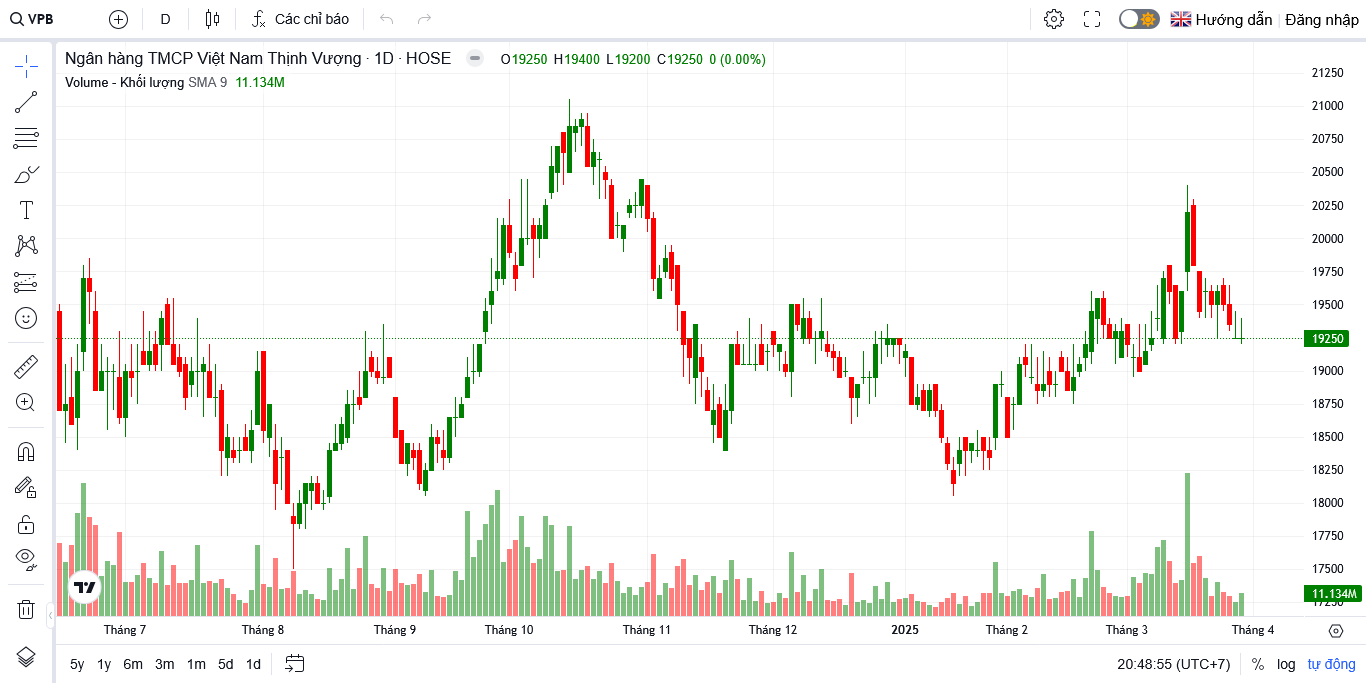 VPB D Các chỉ báo Hướng dẫn Đăng nhập
Ngân hàng TMCP Việt Nam Thịnh Vượng · 1D · HOSE O19250 H19400 L19200 C19250 0 (0.00%)
Volume - Khối lượng SMA 9 11.134M
21250
21000
20750
20500
20250
20000
19750
19500
19250
19000
18750
18500
18250
18000
17750
17500
11.134M
17250
Tháng 7 Tháng 8 Tháng 9 Tháng 10 Tháng 11 Tháng 12 2025 Tháng 2 Tháng 3 Tháng 4
5y 1y 6m 3m 1m 5d 1d 20:48:55 (UTC+7) % log tự động